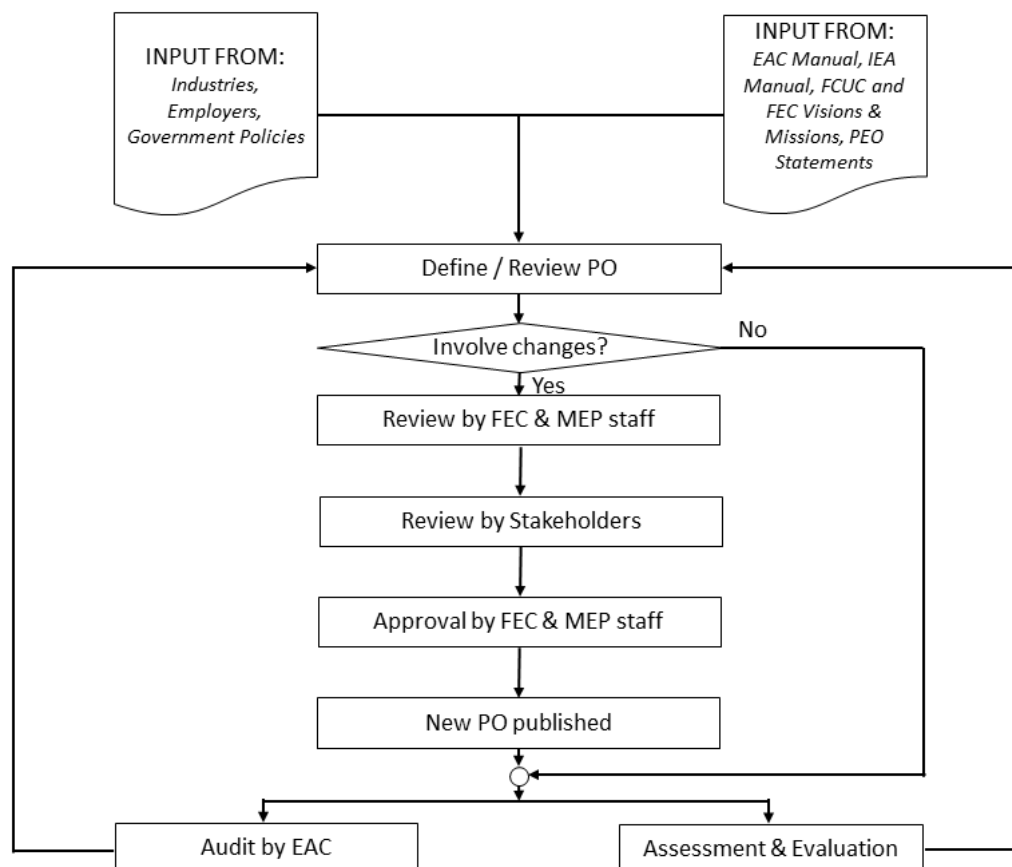 INPUT FROM:
Industries,
Employers,
Government Policies
INPUT FROM:
EAC Manual, IEA
Manual, FCUC and
FEC Visions &
Missions, PEO
Statements
Define / Review PO
Involve changes?
No
Yes
Review by FEC & MEP staff
Review by Stakeholders
Approval by FEC & MEP staff
New PO published
Audit by EAC
Assessment & Evaluation